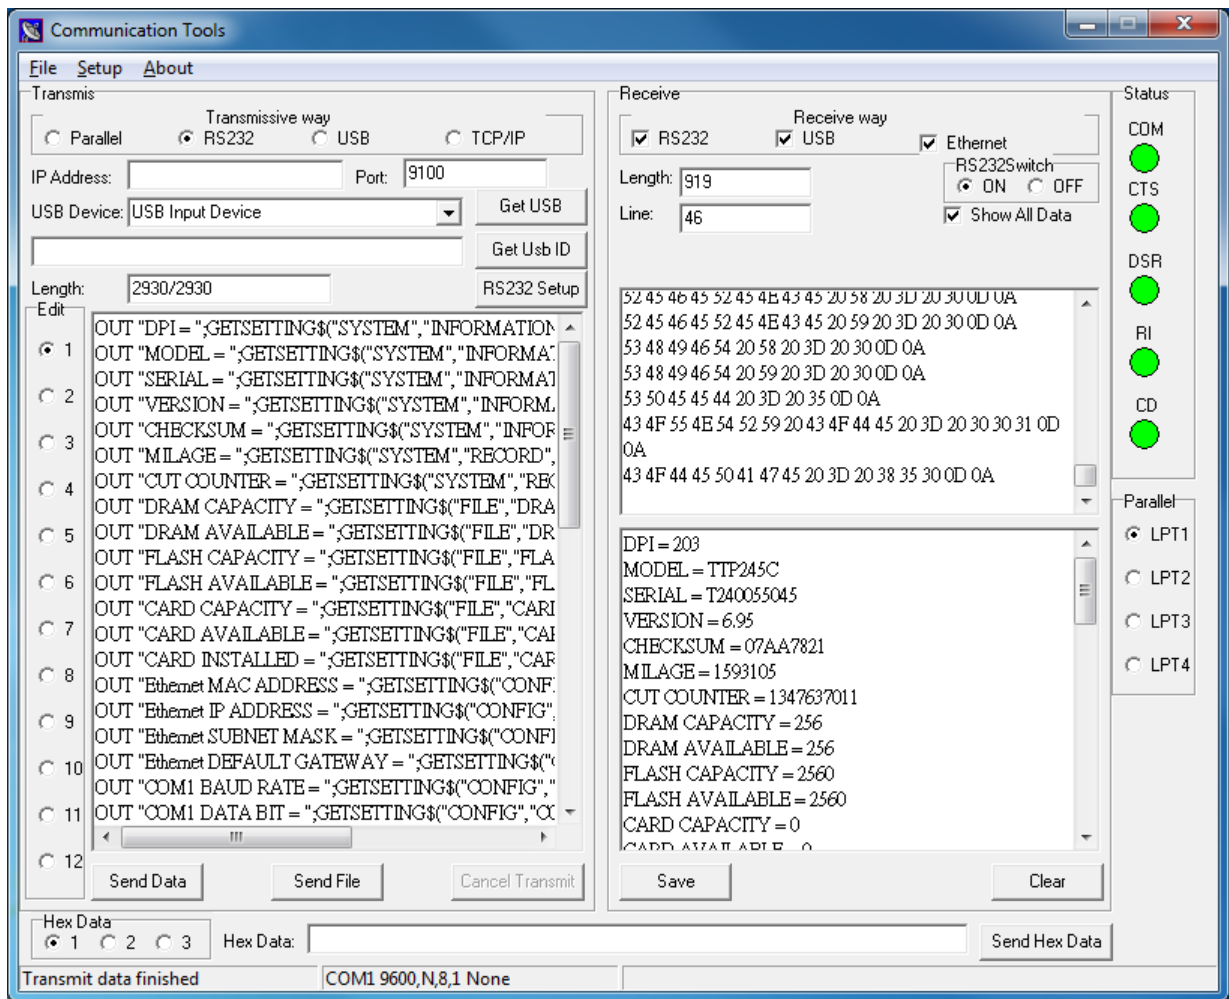 Communication Tools
File Setup About
Transmis
Transmissive way
Parallel RS232 USB TCP/IP
IP Address: Port: 9100
USB Device: USB Input Device Get USB
Get Usb ID
Length: 2930/2930 RS232 Setup
Edit
1
2
3
4
5
6
7
8
9
10
11
12
OUT "DPI = ";GETSETTING$("SYSTEM","INFORMATION
OUT "MODEL = ";GETSETTING$("SYSTEM","INFORMAT
OUT "SERIAL = ";GETSETTING$("SYSTEM","INFORMAT
OUT "VERSION = ";GETSETTING$("SYSTEM","INFORM
OUT "CHECKSUM = ";GETSETTING$("SYSTEM","INFOR
OUT "MILAGE = ";GETSETTING$("SYSTEM","RECORD",
OUT "CUT COUNTER = ";GETSETTING$("SYSTEM","REC
OUT "DRAM CAPACITY = ";GETSETTING$("FILE","DRA
OUT "DRAM AVAILABLE = ";GETSETTING$("FILE","DR
OUT "FLASH CAPACITY = ";GETSETTING$("FILE","FLA
OUT "FLASH AVAILABLE = ";GETSETTING$("FILE","FL
OUT "CARD CAPACITY = ";GETSETTING$("FILE","CARI
OUT "CARD AVAILABLE = ";GETSETTING$("FILE","CAI
OUT "CARD INSTALLED = ";GETSETTING$("FILE","CAR
OUT "Ethernet MAC ADDRESS = ";GETSETTING$("CONF
OUT "Ethernet IP ADDRESS = ";GETSETTING$("CONFIG",
OUT "Ethernet SUBNET MASK = ";GETSETTING$("CONFI
OUT "Ethernet DEFAULT GATEWAY = ";GETSETTING$("
OUT "COM1 BAUD RATE = ";GETSETTING$("CONFIG","
OUT "COM1 DATA BIT = ";GETSETTING$("CONFIG","CO
Send Data Send File Cancel Transmit
Receive
Receive way
RS232 USB Ethernet
Length: 919
RS232Switch
ON OFF
Line: 46
Show All Data
52 45 46 45 52 45 4E 43 45 20 58 20 3D 20 30 0D 0A
52 45 46 45 52 45 4E 43 45 20 59 20 3D 20 30 0D 0A
53 48 49 46 54 20 58 20 3D 20 30 0D 0A
53 48 49 46 54 20 59 20 3D 20 30 0D 0A
53 50 45 45 44 20 3D 20 35 0D 0A
43 4F 55 4E 54 52 59 20 43 4F 44 45 20 3D 20 30 30 31 0D
0A
43 4F 44 45 50 41 47 45 20 3D 20 38 35 30 0D 0A
DPI = 203
MODEL = TTP245C
SERIAL = T240055045
VERSION = 6.95
CHECKSUM = 07AA7821
MILAGE = 1593105
CUT COUNTER = 1347637011
DRAM CAPACITY = 256
DRAM AVAILABLE = 256
FLASH CAPACITY = 2560
FLASH AVAILABLE = 2560
CARD CAPACITY = 0
CARD AVAILABLE = 0
Save Clear
Status
COM
CTS
DSR
RI
CD
Parallel
LPT1
LPT2
LPT3
LPT4
Hex Data
1 2 3 Hex Data: Send Hex Data
Transmit data finished COM1 9600,N,8,1 None